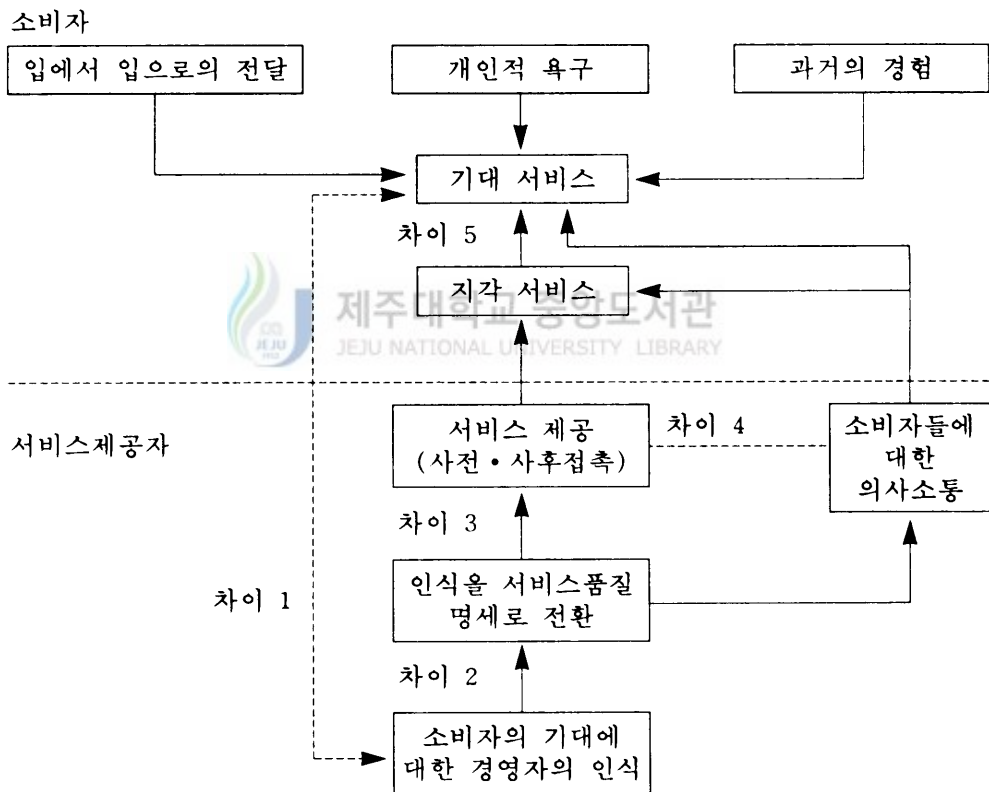 소비자
입에서 입으로의 전달
개인적 욕구
과거의 경험
기대 서비스
차이 5
지각 서비스
제주대학교 중앙도서관
JEJU NATIONAL UNIVERSITY LIBRARY
JEJU
1952
서비스제공자
서비스 제공
(사전·사후접촉)
차이 4
소비자들에
대한
의사소통
차이 3
차이 1
인식을 서비스품질
명세로 전환
차이 2
소비자의 기대에
대한 경영자의 인식